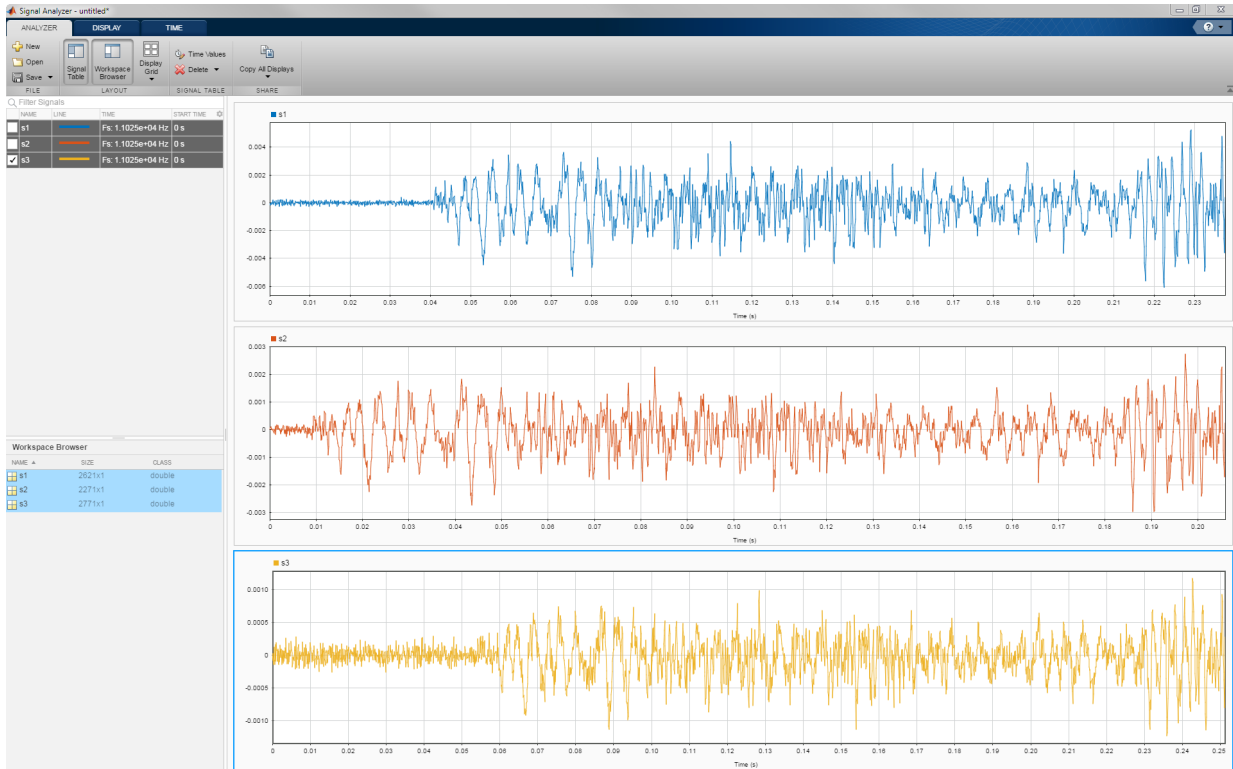 Signal Analyzer - untitled*
ANALYZER DISPLAY TIME
New
Open
Save
Signal Table
Workspace Browser
Display Grid
Time Values
Delete
Copy All Displays
FILE LAYOUT SIGNAL TABLE SHARE
Filter Signals
NAME LINE TIME START TIME
s1 Fs: 1.1025e+04 Hz 0 s
s2 Fs: 1.1025e+04 Hz 0 s
s3 Fs: 1.1025e+04 Hz 0 s
Workspace Browser
NAME SIZE CLASS
s1 2621x1 double
s2 2271x1 double
s3 2771x1 double
s1
0.004
0.002
0
-0.002
-0.004
-0.006
0 0.01 0.02 0.03 0.04 0.05 0.06 0.07 0.08 0.09 0.10 0.11 0.12 0.13 0.14 0.15 0.16 0.17 0.18 0.19 0.20 0.21 0.22 0.23
Time (s)
s2
0.003
0.002
0.001
0
-0.001
-0.002
-0.003
0 0.01 0.02 0.03 0.04 0.05 0.06 0.07 0.08 0.09 0.10 0.11 0.12 0.13 0.14 0.15 0.16 0.17 0.18 0.19 0.20
Time (s)
s3
0.0010
0.0005
0
-0.0005
-0.0010
0 0.01 0.02 0.03 0.04 0.05 0.06 0.07 0.08 0.09 0.10 0.11 0.12 0.13 0.14 0.15 0.16 0.17 0.18 0.19 0.20 0.21 0.22 0.23 0.24 0.25
Time (s)